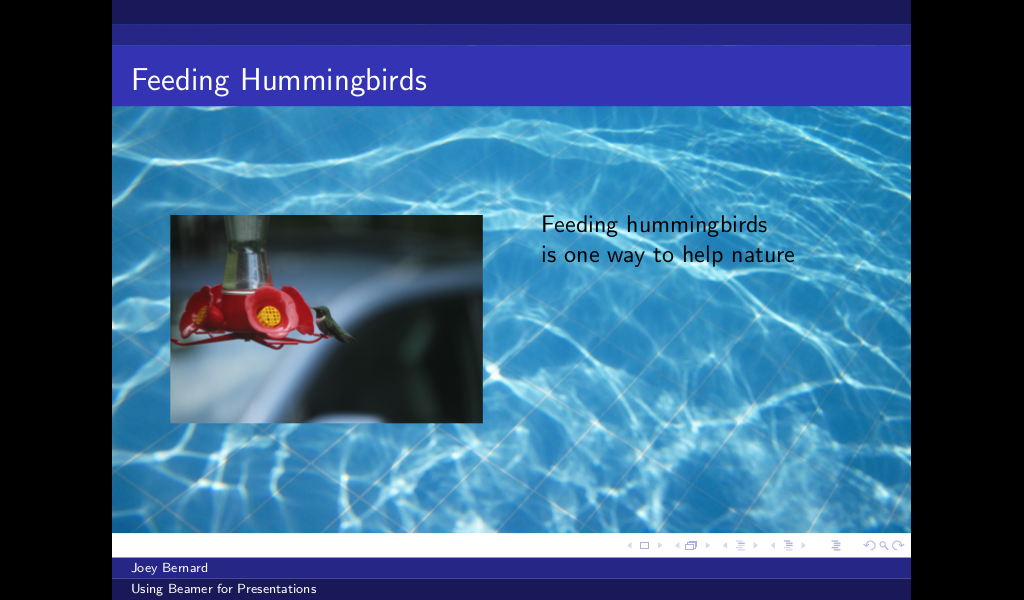 Feeding Hummingbirds
Feeding hummingbirds
is one way to help nature
Joey Bernard
Using Beamer for Presentations